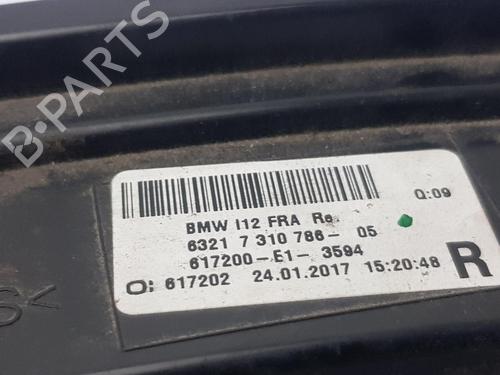 B-PARTS
BMW I12 FRA Re
Q:09
6321 7 310 786- 05
617200-E1- 3594
O: 617202 24.01.2017 15:20:48
R